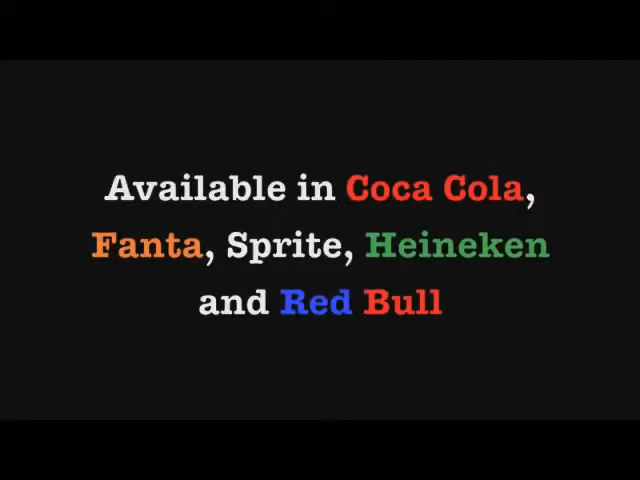 Available in Coca Cola,
Fanta, Sprite, Heineken
and Red Bull